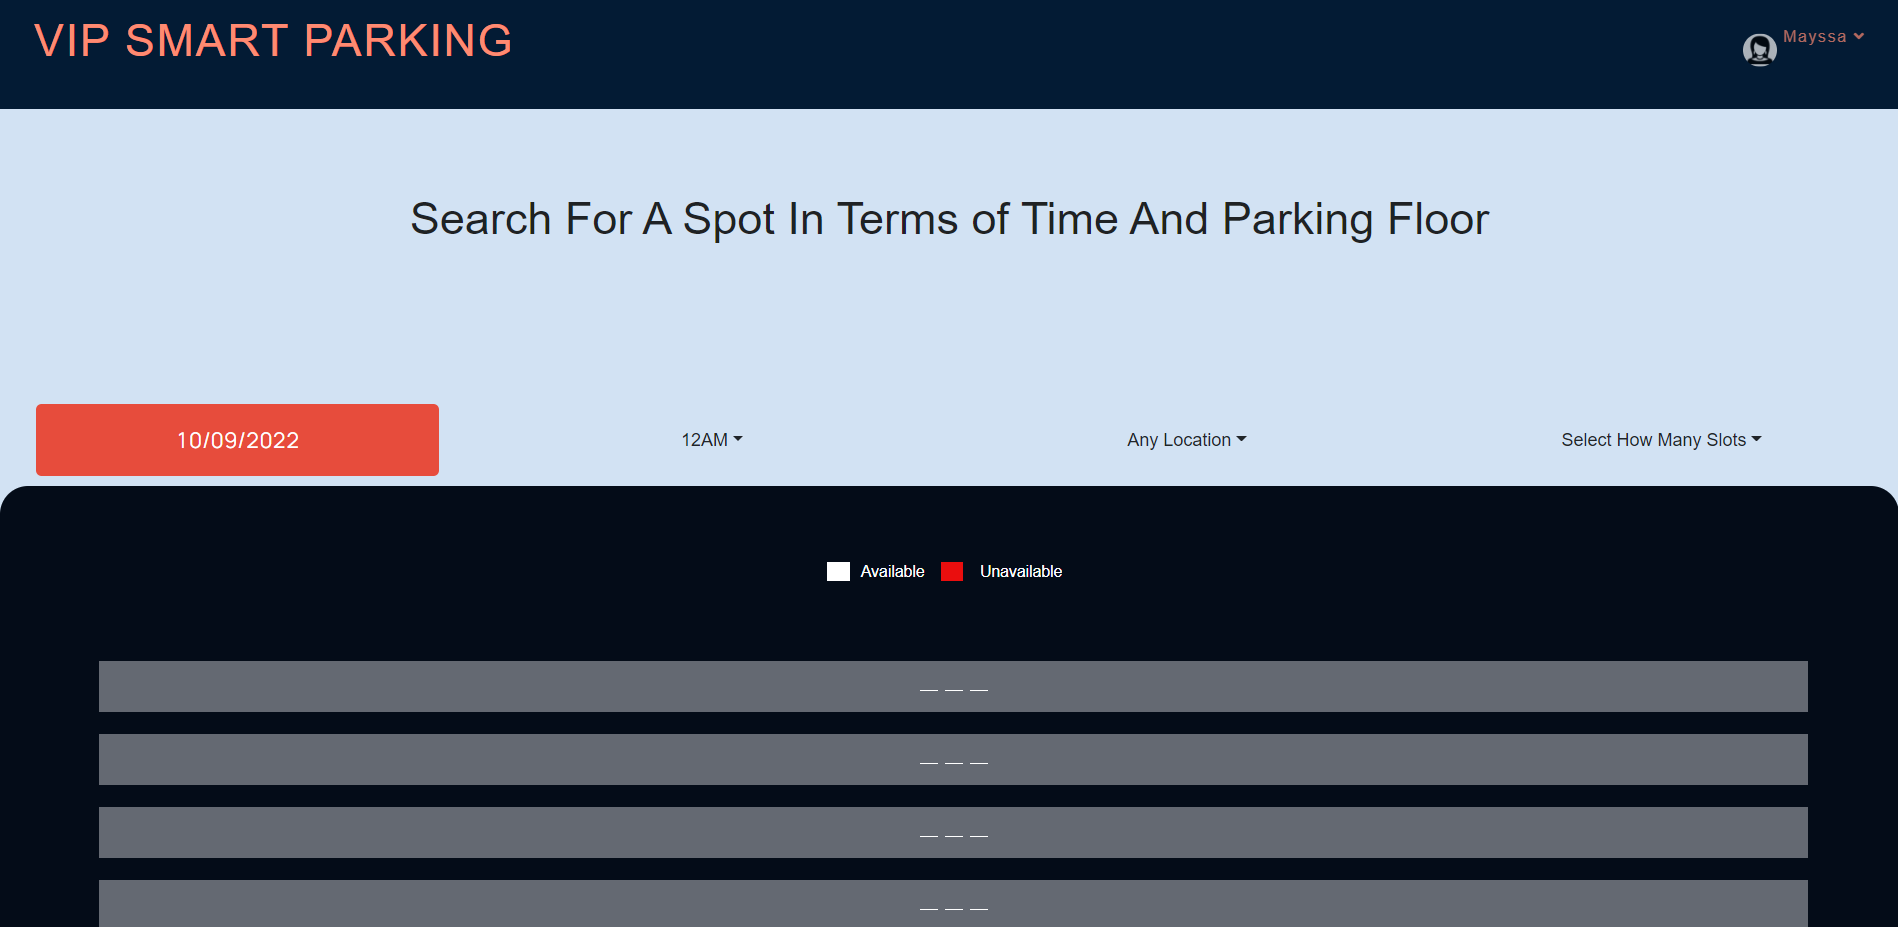 VIP SMART PARKING
Mayssa
Search For A Spot In Terms of Time And Parking Floor
10/09/2022
12AM
Any Location
Select How Many Slots
Available
Unavailable
— — —
— — —
— — —
— — —